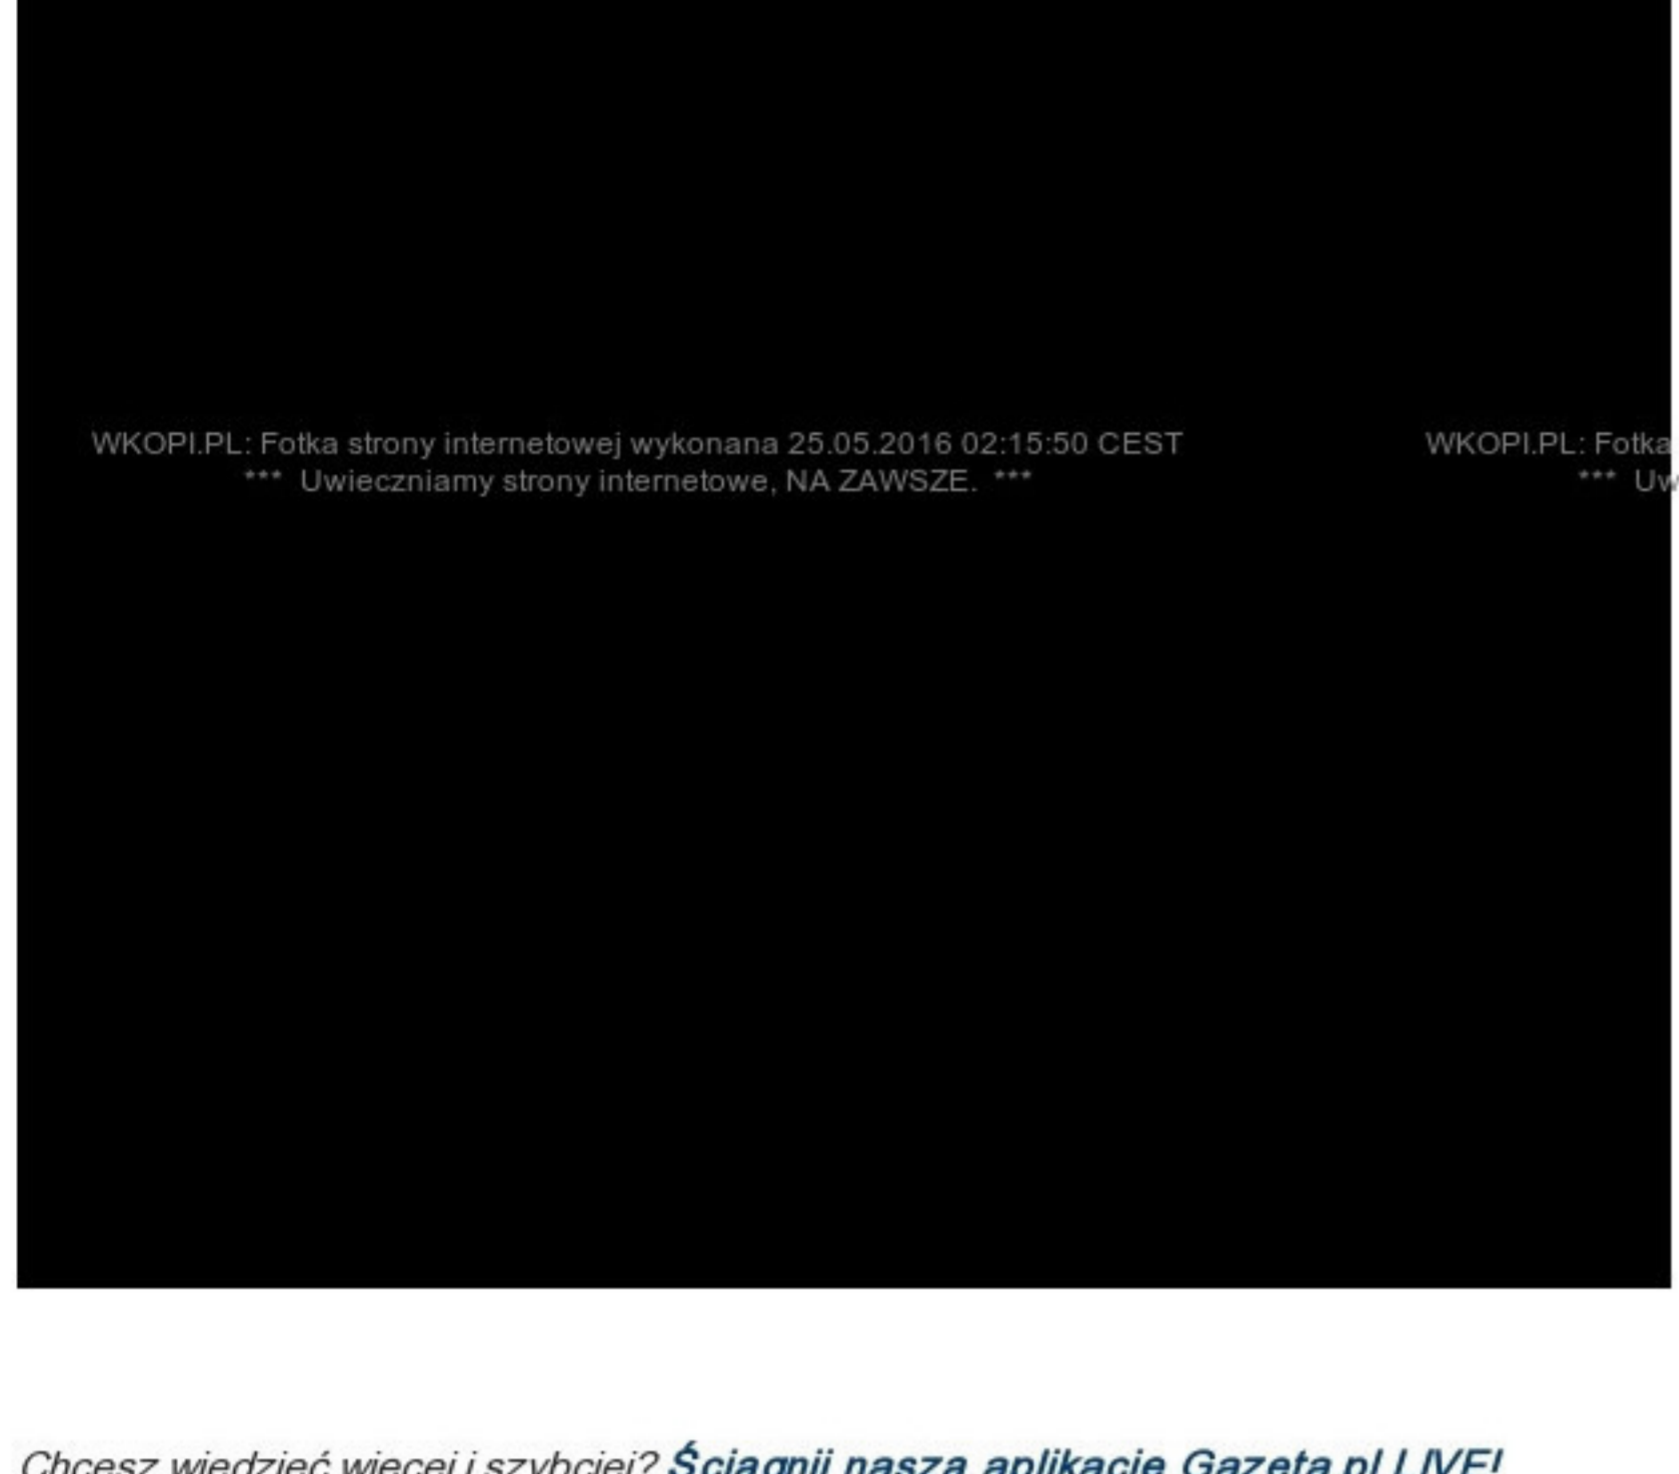 WKOPI.PL: Fotka strony internetowej wykonana 25.05.2016 02:15:50 CEST
WKOPI.PL: Fotka
*** Uwieczniamy strony internetowe, NA ZAWSZE. ***
*** Uw
Chcesz wiedzieć więcej i szybciej? Ściągnij naszą aplikację Gazeta.pl LIVE!